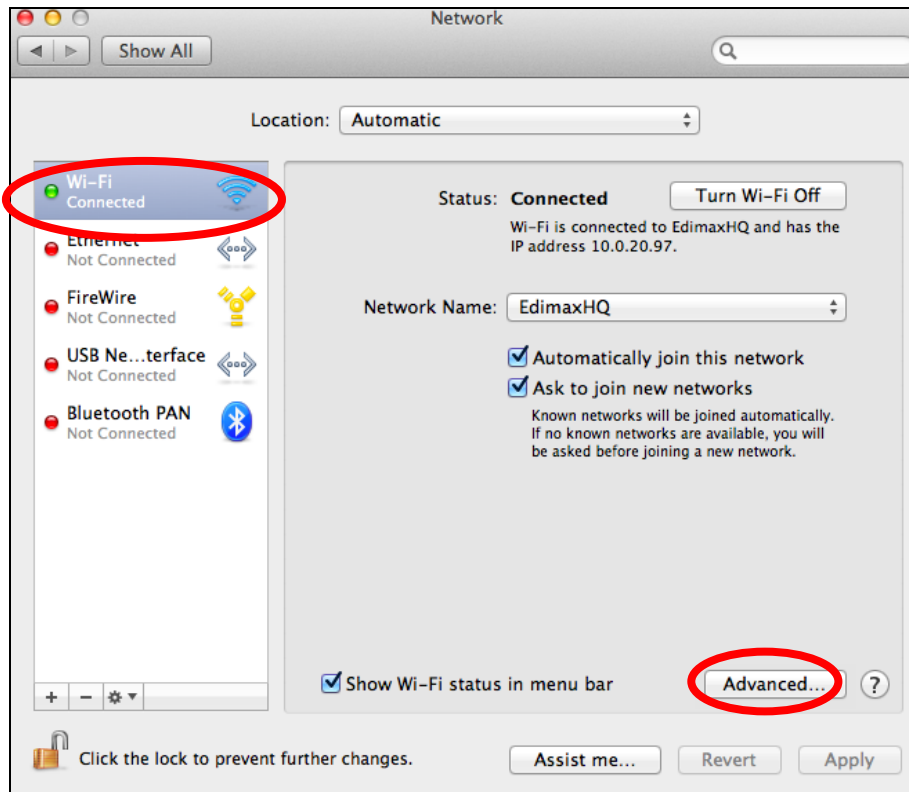 Network
Show All
Location: Automatic
Wi-Fi
Connected
Ethernet
Not Connected
FireWire
Not Connected
USB Ne...terface
Not Connected
Bluetooth PAN
Not Connected
+ −
Status: Connected Turn Wi-Fi Off
Wi-Fi is connected to EdimaxHQ and has the
IP address 10.0.20.97.
Network Name: EdimaxHQ
Automatically join this network
Ask to join new networks
Known networks will be joined automatically.
If no known networks are available, you will
be asked before joining a new network.
Show Wi-Fi status in menu bar Advanced... ?
Click the lock to prevent further changes. Assist me... Revert Apply